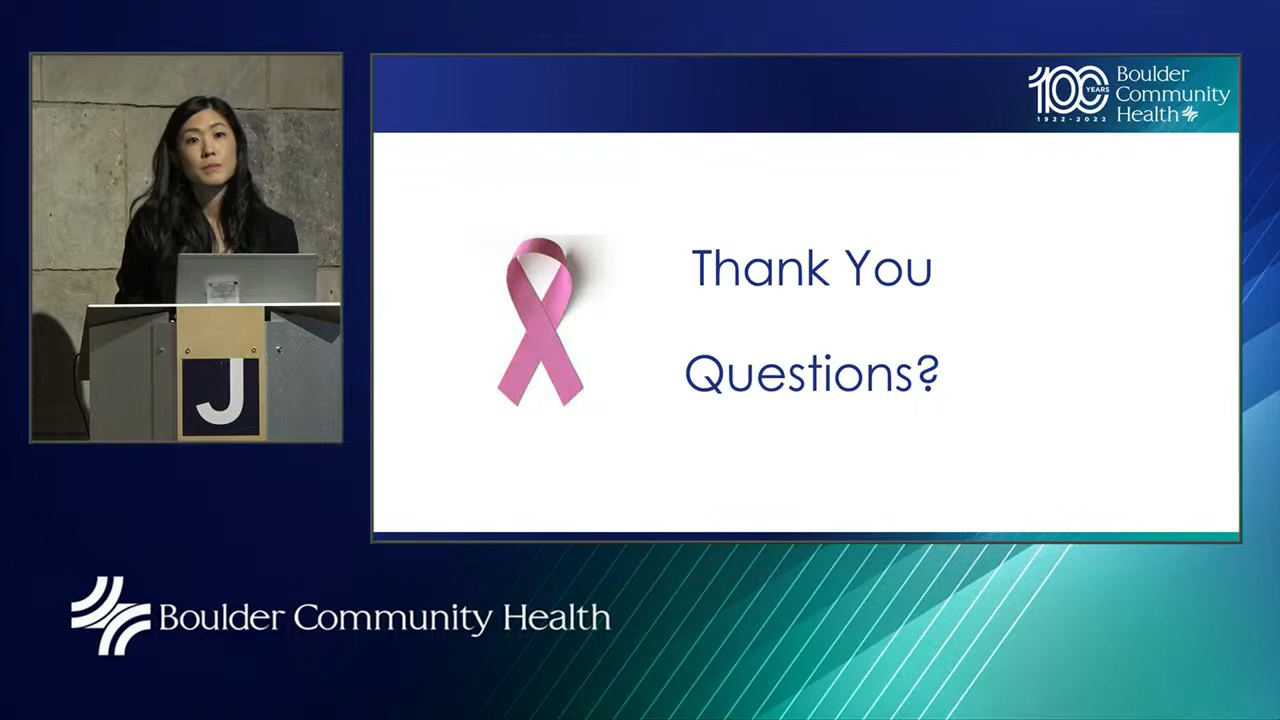 100
YEARS
1922-2022
Boulder
Community
Health
Thank You
Questions?
J
Boulder Community Health